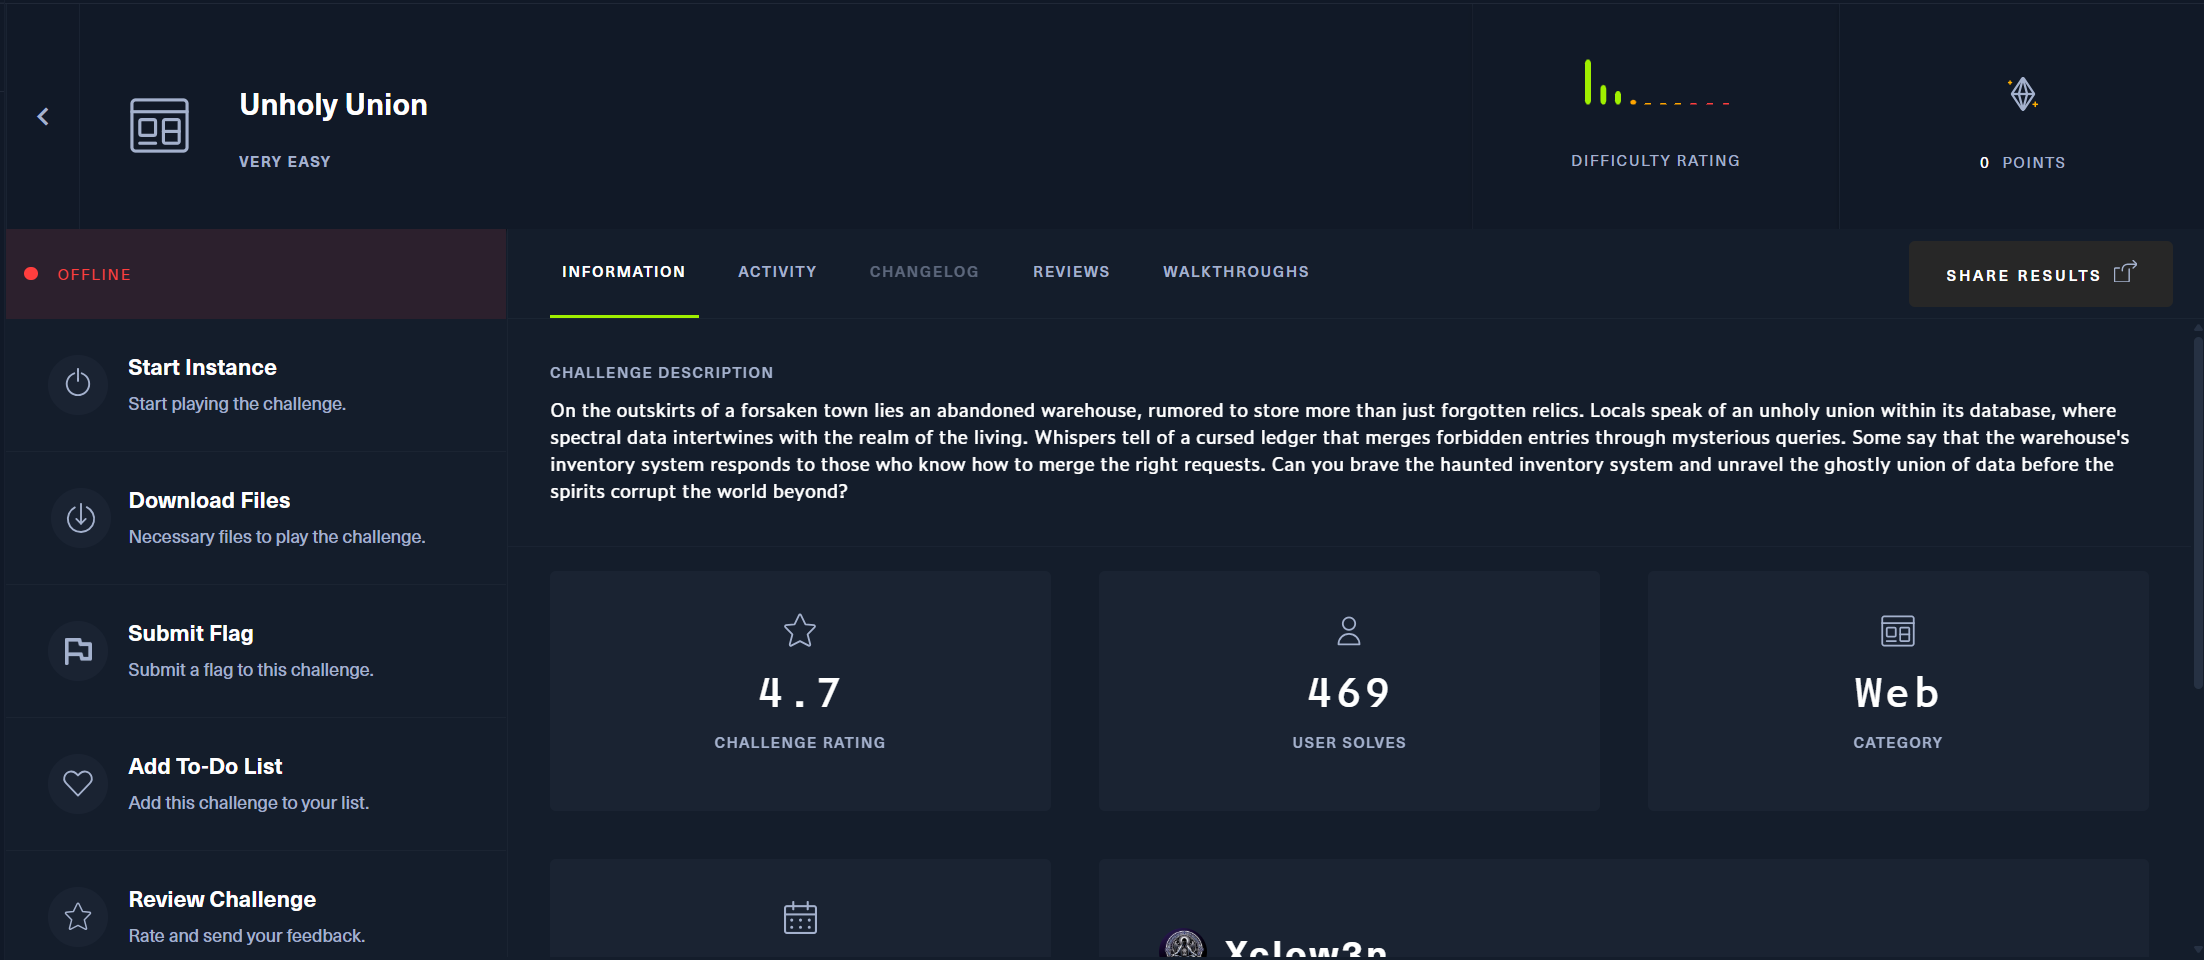 Unholy Union
VERY EASY
DIFFICULTY RATING
0 POINTS
OFFLINE
INFORMATION
ACTIVITY
CHANGELOG
REVIEWS
WALKTHROUGHS
SHARE RESULTS
Start Instance
Start playing the challenge.
Download Files
Necessary files to play the challenge.
Submit Flag
Submit a flag to this challenge.
Add To-Do List
Add this challenge to your list.
Review Challenge
Rate and send your feedback.
CHALLENGE DESCRIPTION
On the outskirts of a forsaken town lies an abandoned warehouse, rumored to store more than just forgotten relics. Locals speak of an unholy union within its database, where
spectral data intertwines with the realm of the living. Whispers tell of a cursed ledger that merges forbidden entries through mysterious queries. Some say that the warehouse's
inventory system responds to those who know how to merge the right requests. Can you brave the haunted inventory system and unravel the ghostly union of data before the
spirits corrupt the world beyond?
4.7
CHALLENGE RATING
469
USER SOLVES
Web
CATEGORY
Xclow3n